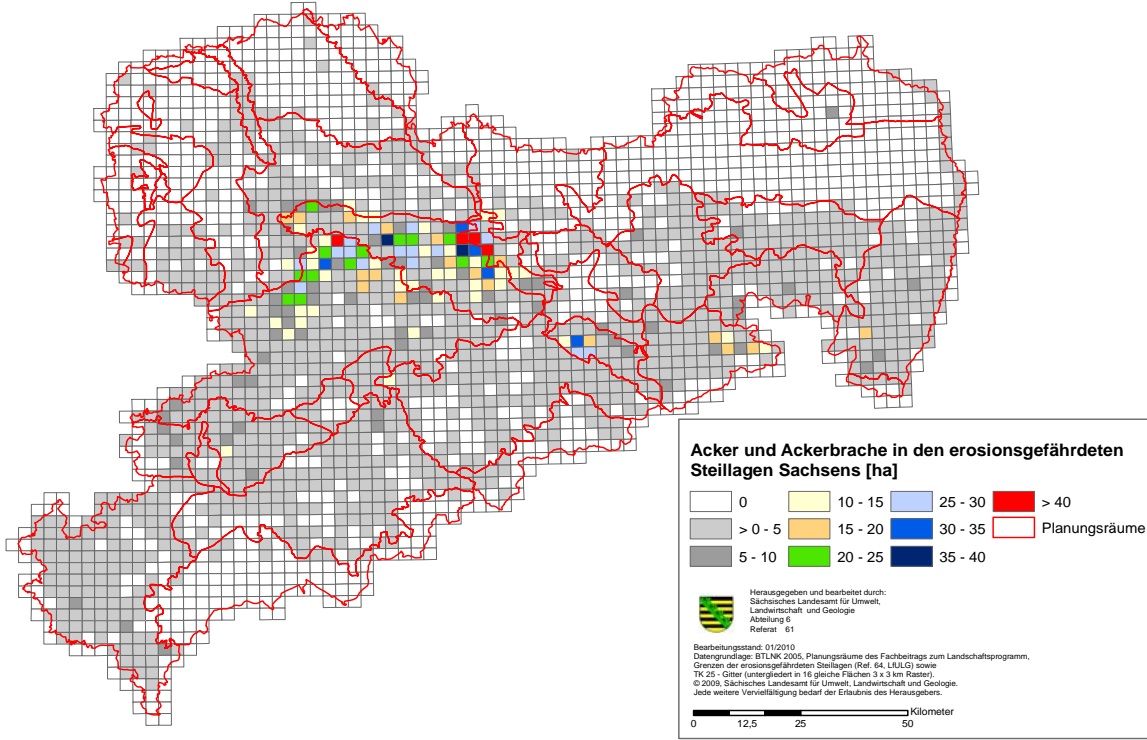 Acker und Ackerbrache in den erosionsgefährdeten
Steillagen Sachsens [ha]
0
10 - 15
25 - 30
> 40
> 0 - 5
15 - 20
30 - 35
Planungsräume
5 - 10
20 - 25
35 - 40
Herausgegeben und bearbeitet durch:
Sächsisches Landesamt für Umwelt,
Landwirtschaft und Geologie
Abteilung 6
Referat 61
Bearbeitungsstand: 01/2010
Datengrundlage: BTLNK 2005, Planungsräume des Fachbeitrags zum Landschaftsprogramm,
Grenzen der erosionsgefährdeten Steillagen (Ref. 64, LfULG) sowie
TK 25 - Gitter (untergliedert in 16 gleiche Flächen 3 x 3 km Raster).
© 2009, Sächsisches Landesamt für Umwelt, Landwirtschaft und Geologie.
Jede weitere Vervielfältigung bedarf der Erlaubnis des Herausgebers.
Kilometer
0 12,5 25 50